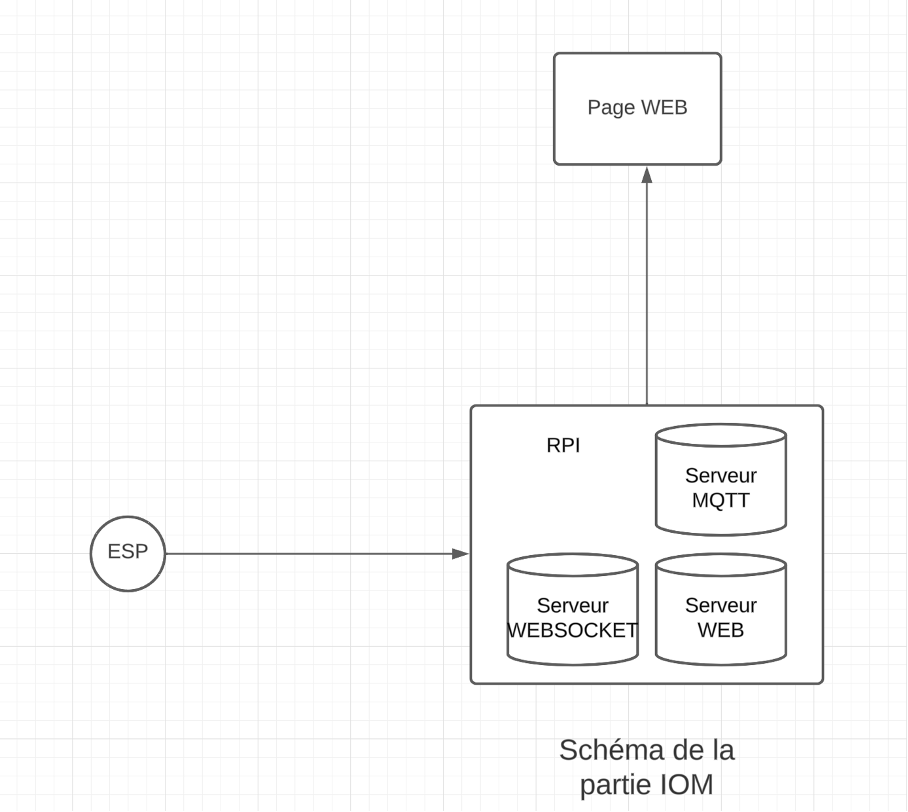 Page WEB
RPI
Serveur
MQTT
ESP
Serveur
WEBSOCKET
Serveur
WEB
Schéma de la
partie IOM